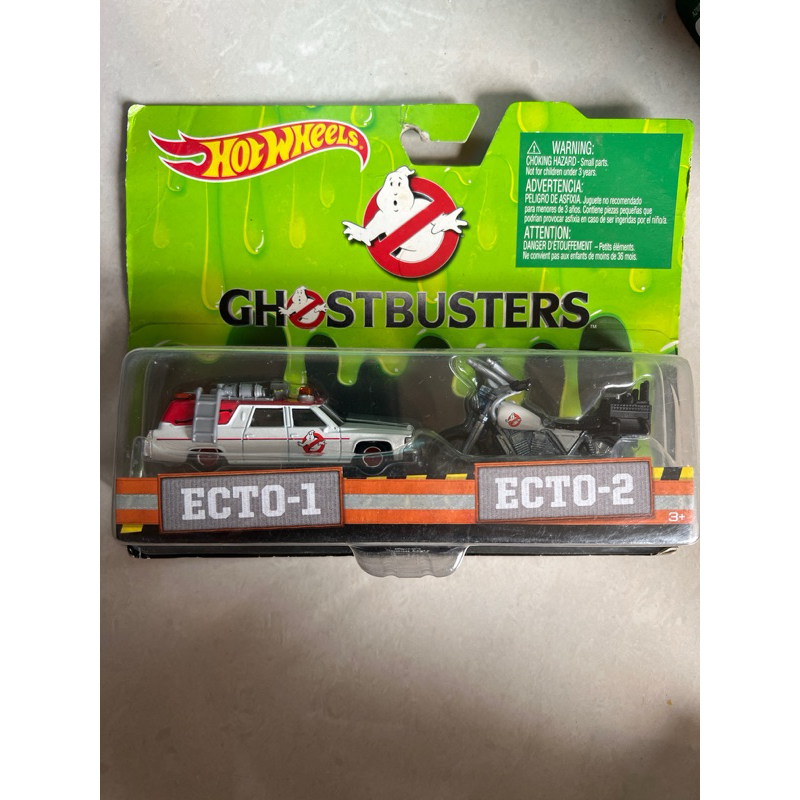 HOT WHEELS
WARNING:
CHOKING HAZARD - Small parts.
Not for children under 3 years.
ADVERTENCIA:
PELIGRO DE ASFIXIA. Juguete no recomendado
para menores de 3 años. Contiene piezas pequeñas que
podrían provocar asfixia en caso de ser ingeridas por el niño/a.
ATTENTION:
DANGER D'ÉTOUFFEMENT – Petits éléments.
Ne convient pas aux enfants de moins de 36 mois.
GHOSTBUSTERS™
ECTO-1
ECTO-2
3+